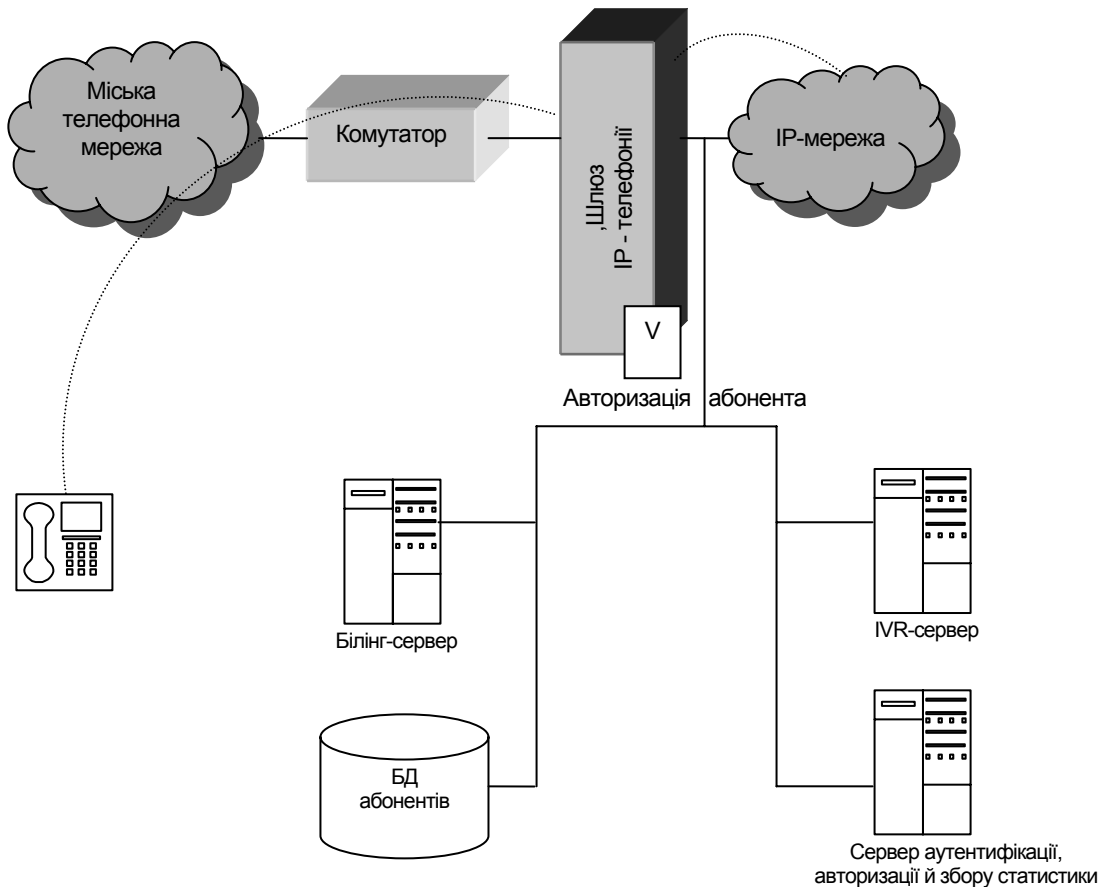 Міська
телефонна
мережа
Комутатор
,Шлюз
IP - телефонії
IP-мережа
V
Авторизація абонента
Білінг-сервер
IVR-сервер
БД
абонентів
Сервер аутентифікації,
авторизації й збору статистики